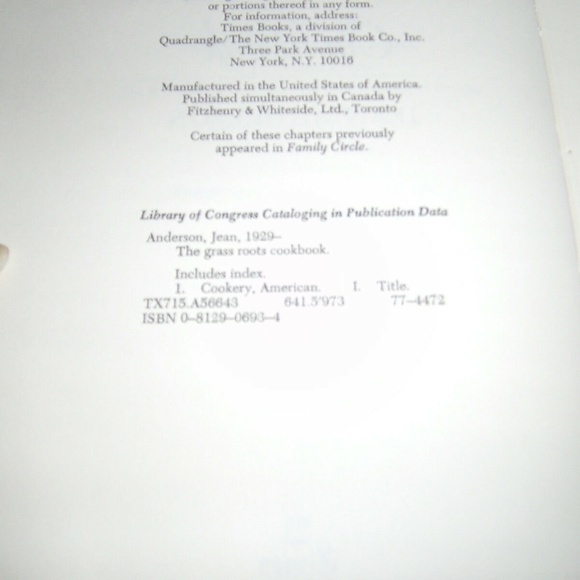 or portions thereof in any form.
For information, address:
Times Books, a division of
Quadrangle/The New York Times Book Co., Inc.
Three Park Avenue
New York, N.Y. 10016
Manufactured in the United States of America.
Published simultaneously in Canada by
Fitzhenry & Whiteside, Ltd., Toronto
Certain of these chapters previously
appeared in Family Circle.
Library of Congress Cataloging in Publication Data
Anderson, Jean, 1929–
The grass roots cookbook.
Includes index.
1. Cookery, American. I. Title.
TX715.A56643 641.5'973 77–4472
ISBN 0–8129–0693–4